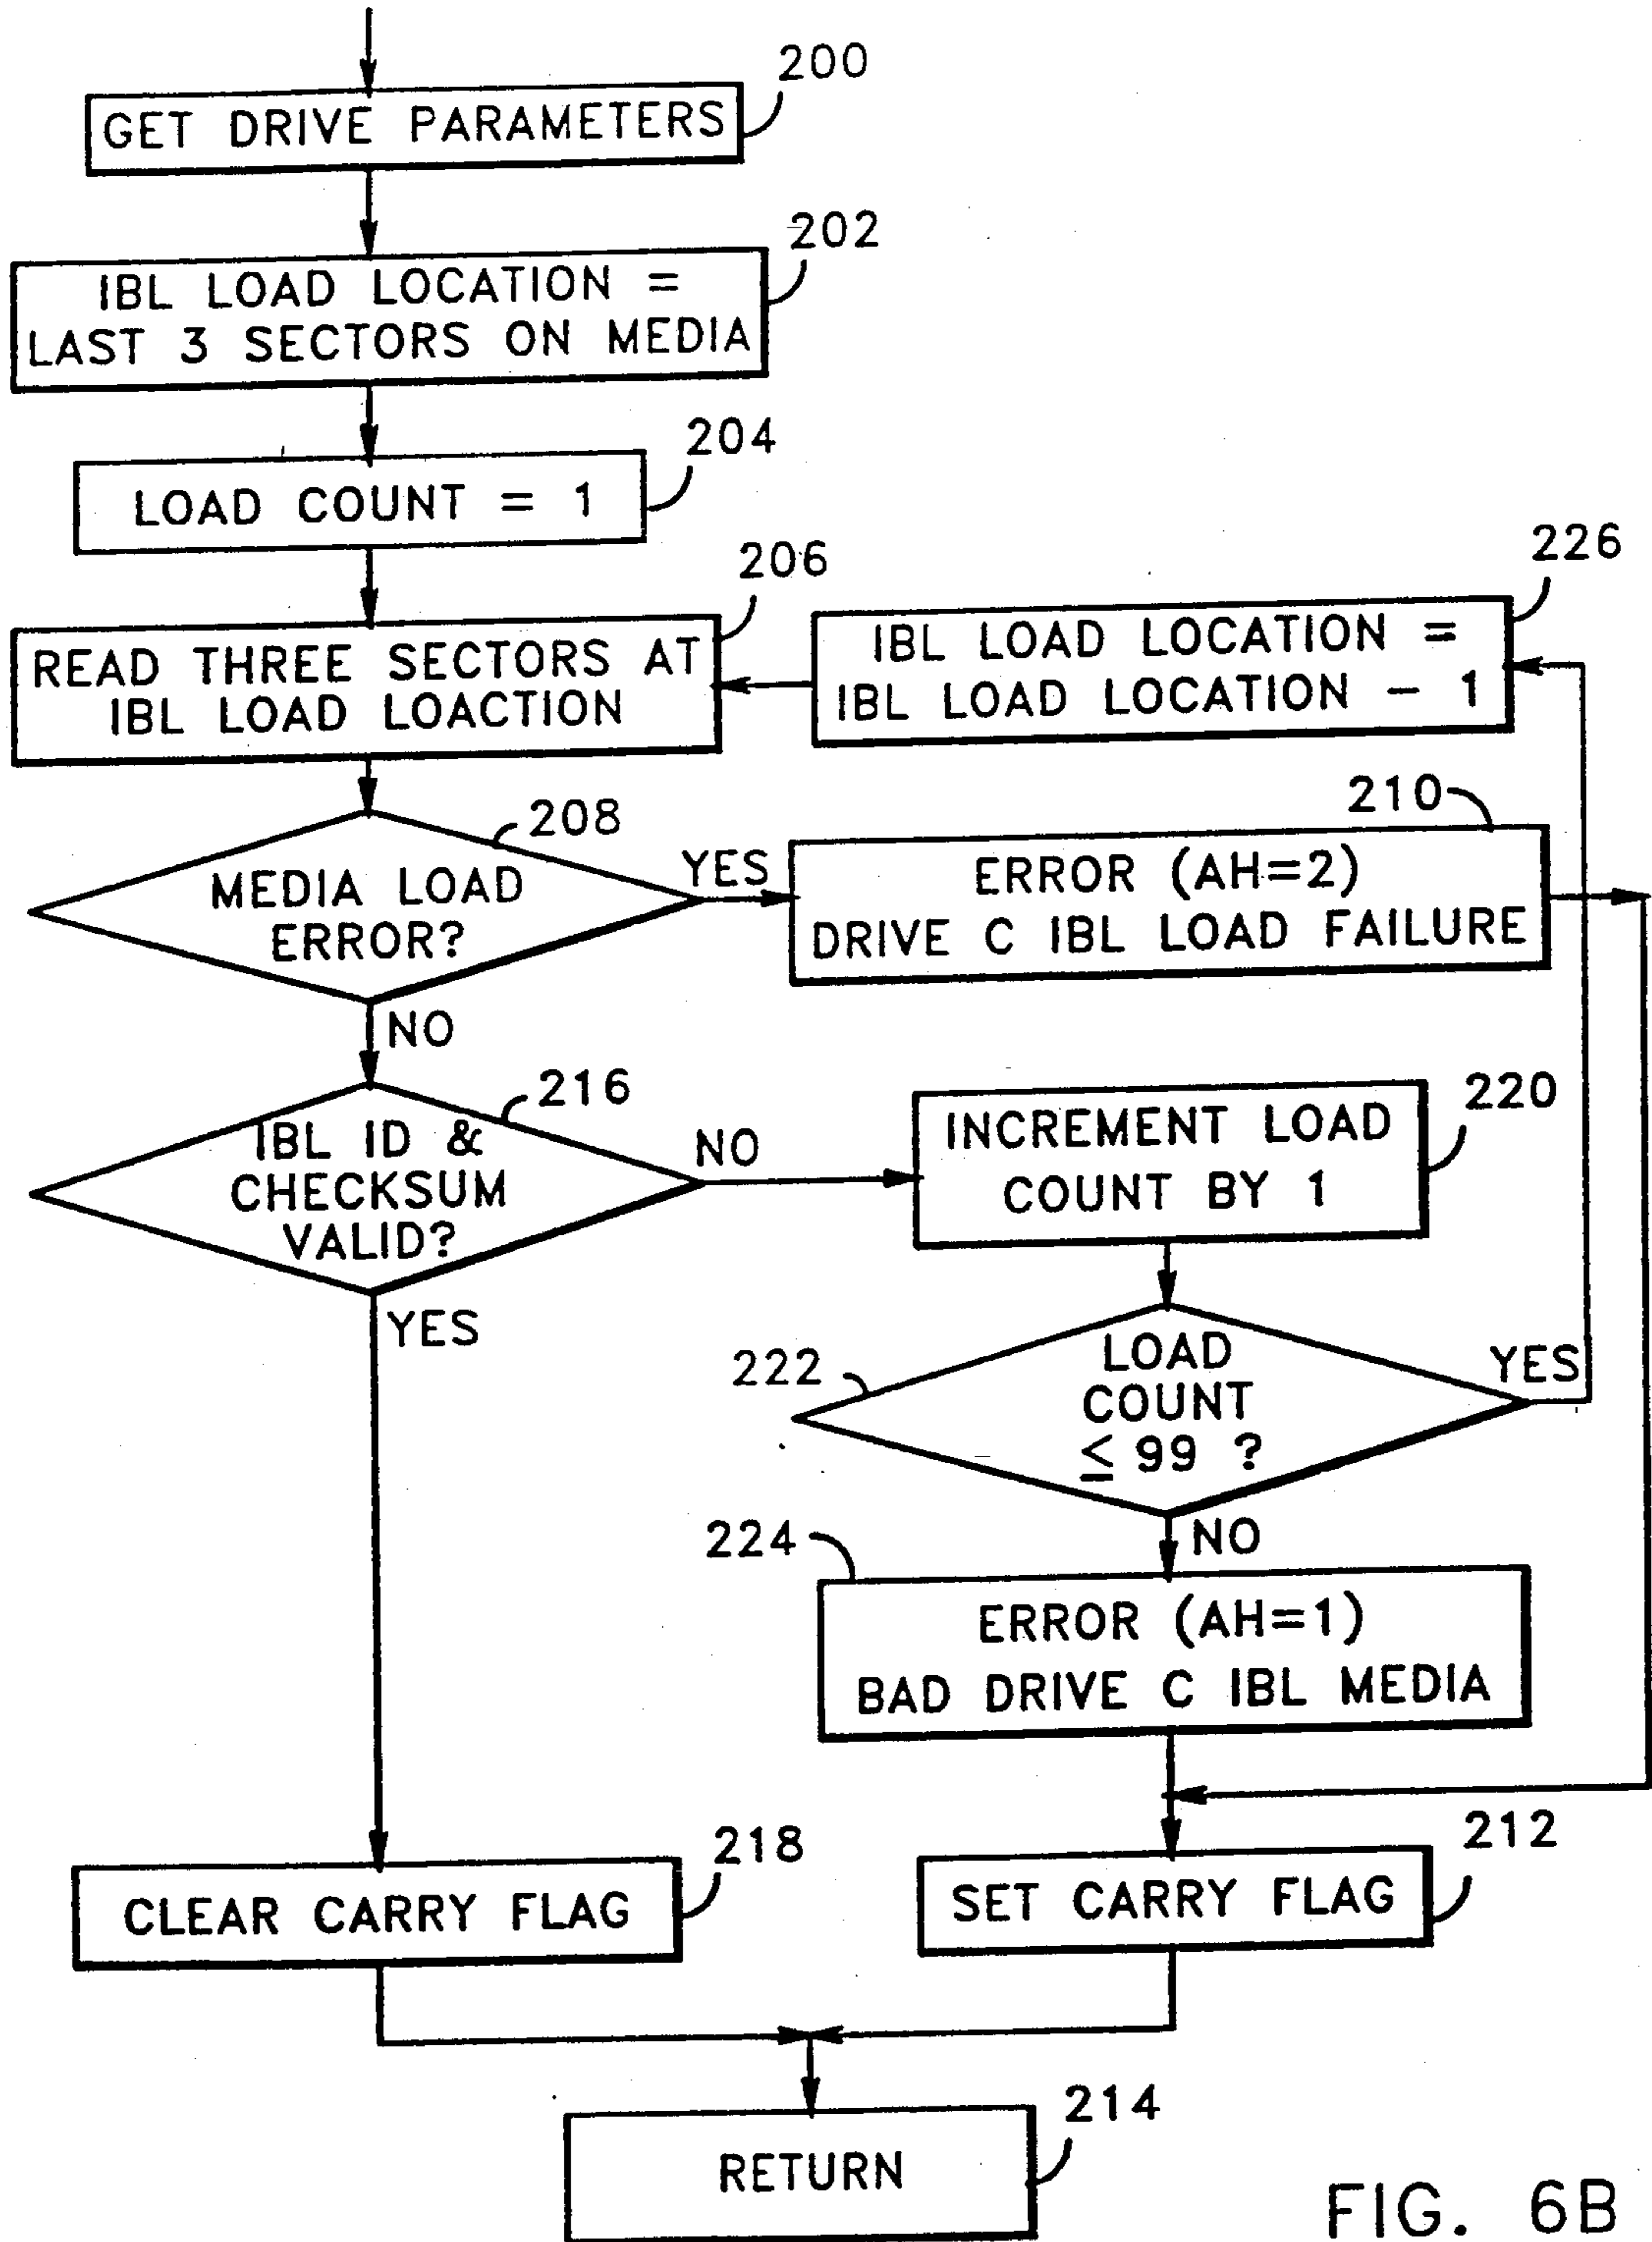 200
GET DRIVE PARAMETERS
202
IBL LOAD LOCATION =
LAST 3 SECTORS ON MEDIA
204
LOAD COUNT = 1
206
READ THREE SECTORS AT
IBL LOAD LOACTION
226
IBL LOAD LOCATION =
IBL LOAD LOCATION - 1
208
MEDIA LOAD
ERROR?
YES
NO
210
ERROR (AH=2)
DRIVE C IBL LOAD FAILURE
216
IBL ID &
CHECKSUM
VALID?
NO
YES
220
INCREMENT LOAD
COUNT BY 1
222
LOAD
COUNT
≤ 99 ?
YES
NO
224
ERROR (AH=1)
BAD DRIVE C IBL MEDIA
218
CLEAR CARRY FLAG
212
SET CARRY FLAG
214
RETURN
FIG. 6B